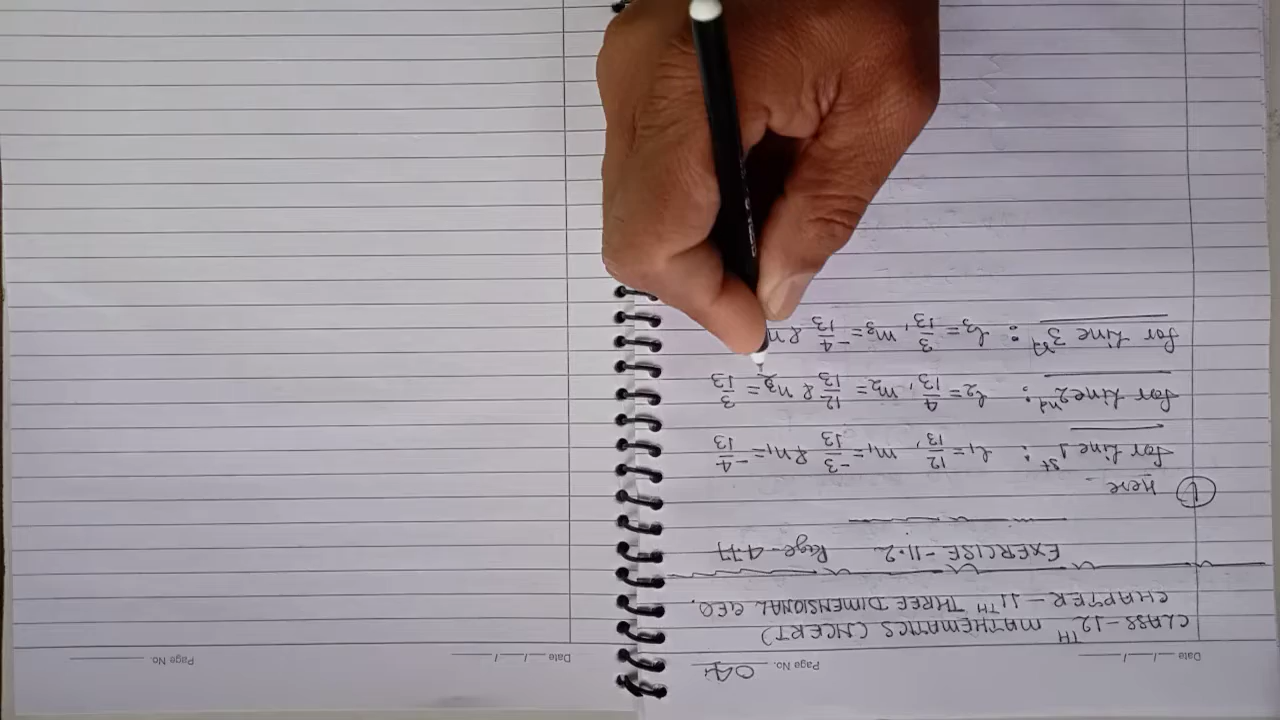 Date ___/___/___ Page No. 04
CLASS-12TH MATHEMATICS (NCERT)
CHAPTER-11TH THREE DIMENSIONAL GEO.
EXERCISE-11.2 Page-477
① Here
for Line 1st : l₁ = 12/13, m₁ = -3/13 & n₁ = -4/13
for Line 2nd : l₂ = 4/13, m₂ = 12/13 & n₂ = 3/13
for Line 3rd : l₃ = 3/13, m₃ = -4/13 & n
Date ___/___/___ Page No.